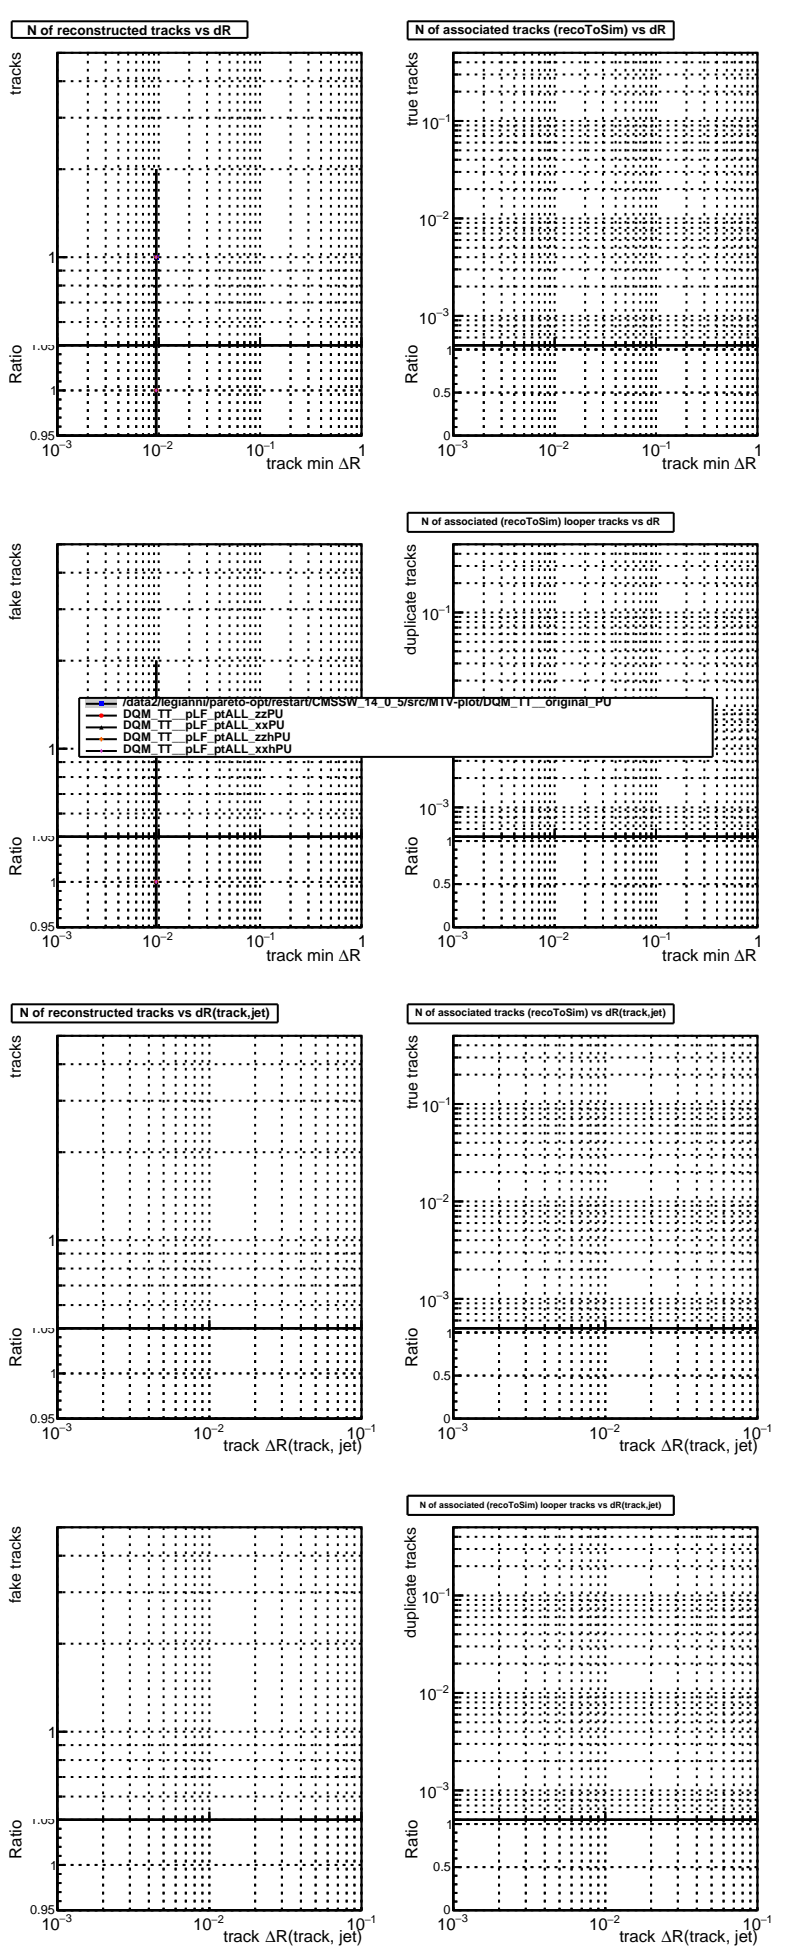 N of reconstructed tracks vs dR
tracks
1
1.05
Ratio
1
0.95
10−3 10−2 10−1 1
track min ΔR
N of associated tracks (recoToSim) vs dR
true tracks
10−1
10−2
10−3
Ratio
1
0.5
0
10−3 10−2 10−1 1
track min ΔR
fake tracks
1
1.05
Ratio
1
0.95
10−3 10−2 10−1 1
track min ΔR
N of associated (recoToSim) looper tracks vs dR
duplicate tracks
10−1
10−3
Ratio
1
0.5
0
10−3 10−2 10−1 1
track min ΔR
/data2/legianni/pareto-opt/restart/CMSSW_14_0_5/src/MTV-plot/DQM_TT__original_PU
DQM_TT__pLF_ptALL_zzPU
DQM_TT__pLF_ptALL_xxPU
DQM_TT__pLF_ptALL_zzhPU
DQM_TT__pLF_ptALL_xxhPU
N of reconstructed tracks vs dR(track,jet)
tracks
1
1.05
Ratio
1
0.95
10−3 10−2 10−1
track ΔR(track, jet)
N of associated tracks (recoToSim) vs dR(track,jet)
true tracks
10−1
10−2
10−3
Ratio
1
0.5
0
10−3 10−2 10−1
track ΔR(track, jet)
fake tracks
1
1.05
Ratio
1
0.95
10−3 10−2 10−1
track ΔR(track, jet)
N of associated (recoToSim) looper tracks vs dR(track,jet)
duplicate tracks
10−1
10−2
10−3
Ratio
1
0.5
0
10−3 10−2 10−1
track ΔR(track, jet)